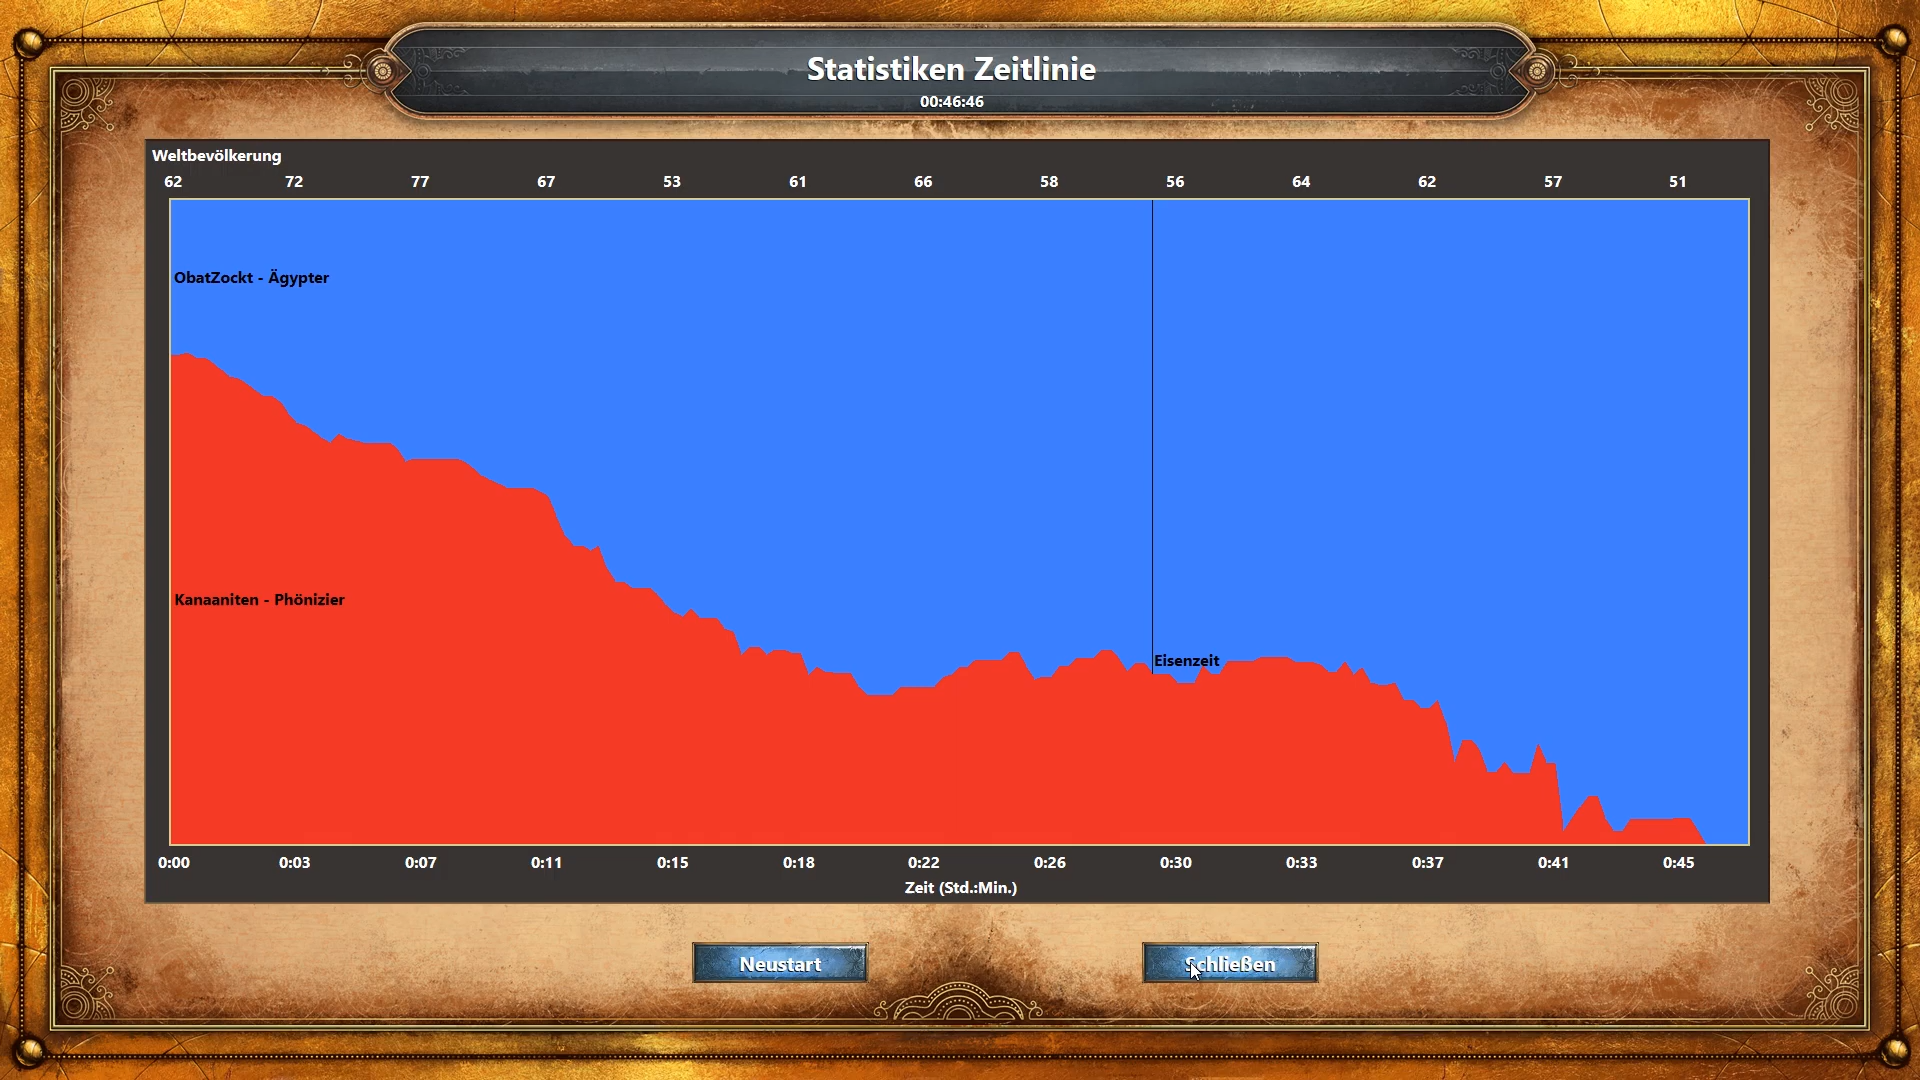 Statistiken Zeitlinie
00:46:46
Weltbevölkerung
62 72 77 67 53 61 66 58 56 64 62 57 51
ObatZockt - Ägypter
Kanaaniten - Phönizier
Eisenzeit
0:00 0:03 0:07 0:11 0:15 0:18 0:22 0:26 0:30 0:33 0:37 0:41 0:45
Zeit (Std.:Min.)
Neustart Schließen